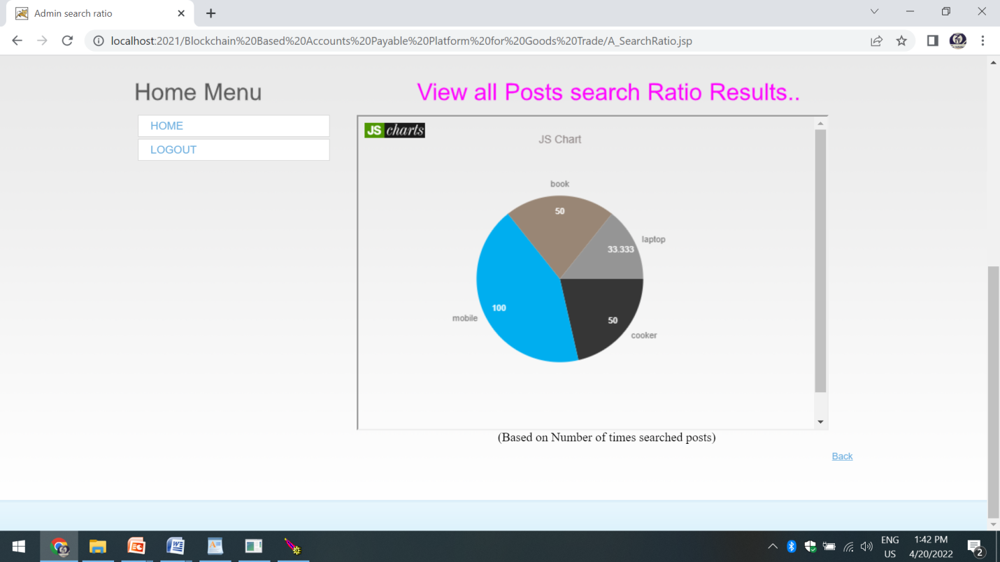 Admin search ratio
localhost:2021/Blockchain%20Based%20Accounts%20Payable%20Platform%20for%20Goods%20Trade/A_SearchRatio.jsp
Home Menu
View all Posts search Ratio Results..
HOME
LOGOUT
JS charts
JS Chart
book
50
laptop
33.333
100
mobile
50
cooker
(Based on Number of times searched posts)
Back
ENG
US
1:42 PM
4/20/2022
2